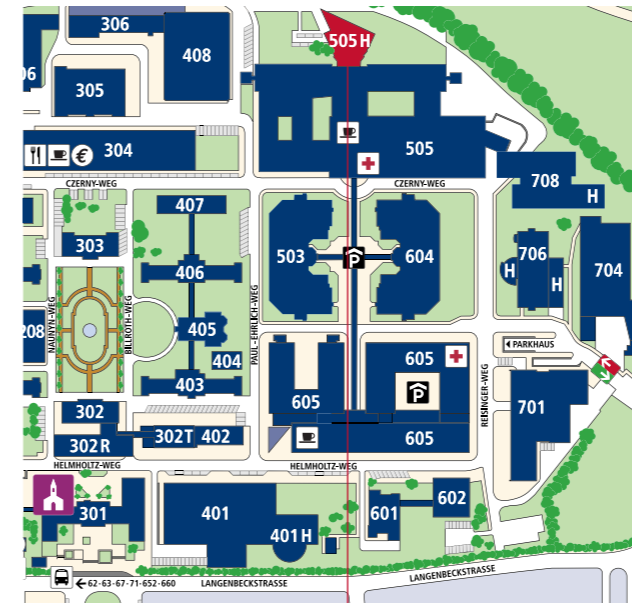 306
505 H
408
06
305
304
€
505
CZERNY-WEG
CZERNY-WEG
708
H
407
303
406
503
P
604
706
704
H
H
NAUNYN-WEG
BILLROTH-WEG
PAUL-EHRLICH-WEG
208
405
404
403
605
605
P
PARKHAUS
REISINGER-WEG
701
302
302 R
302T
402
605
HELMHOLTZ-WEG
HELMHOLTZ-WEG
301
401
401 H
601
602
62-63-67-71-652-660
LANGENBECKSTRASSE
LANGENBECKSTRASSE